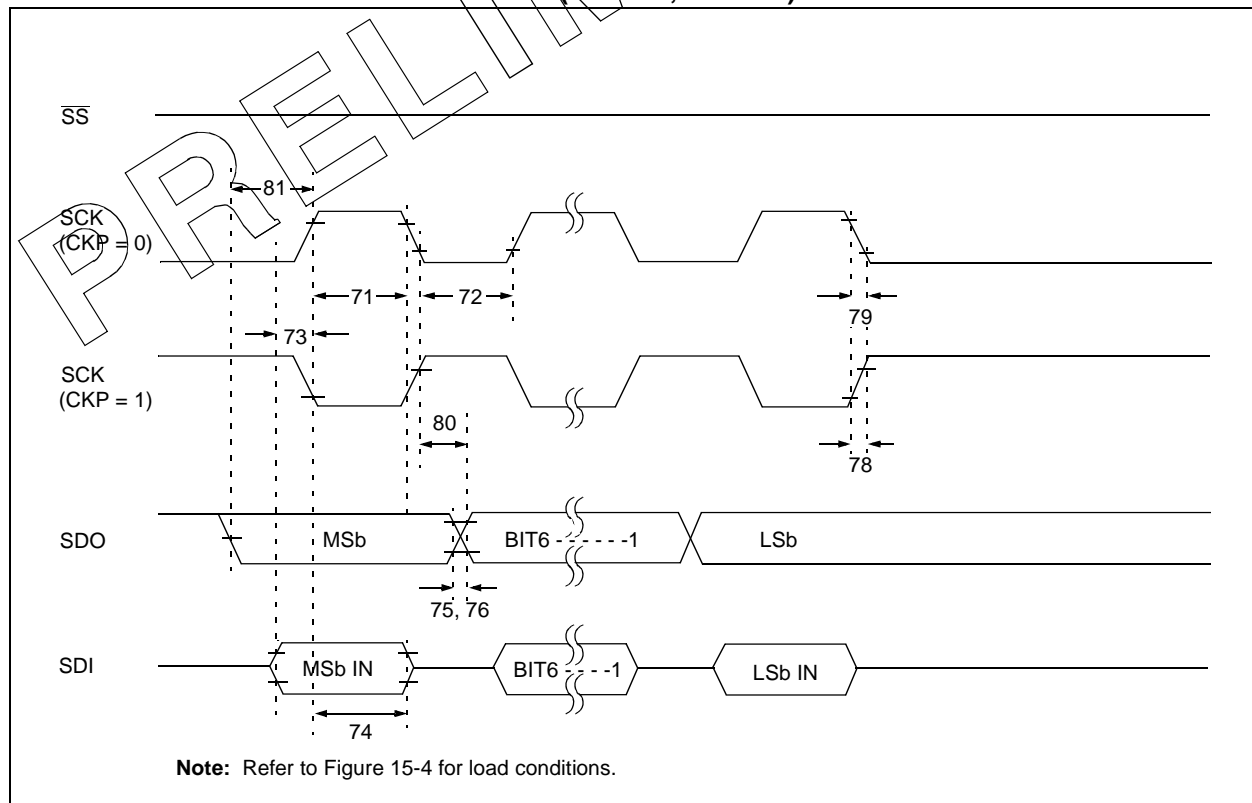 PRELIM
SS
81
SCK
(CKP = 0)
71
72
79
73
SCK
(CKP = 1)
80
78
SDO
MSb
BIT6 - - - - - -1
LSb
75, 76
SDI
MSb IN
BIT6 - - - -1
LSb IN
74
Note: Refer to Figure 15-4 for load conditions.